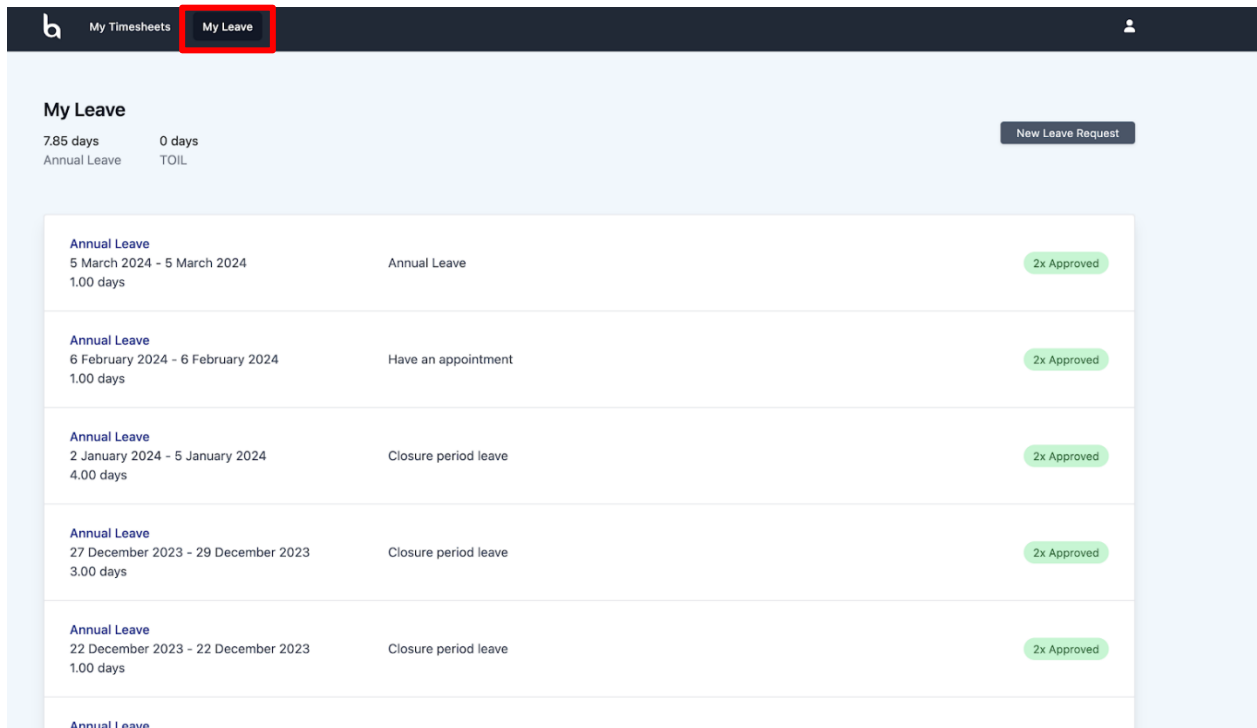 My Timesheets My Leave
My Leave
7.85 days 0 days
Annual Leave TOIL
New Leave Request
Annual Leave
5 March 2024 - 5 March 2024
1.00 days
Annual Leave
2x Approved
Annual Leave
6 February 2024 - 6 February 2024
1.00 days
Have an appointment
2x Approved
Annual Leave
2 January 2024 - 5 January 2024
4.00 days
Closure period leave
2x Approved
Annual Leave
27 December 2023 - 29 December 2023
3.00 days
Closure period leave
2x Approved
Annual Leave
22 December 2023 - 22 December 2023
1.00 days
Closure period leave
2x Approved
Annual Leave